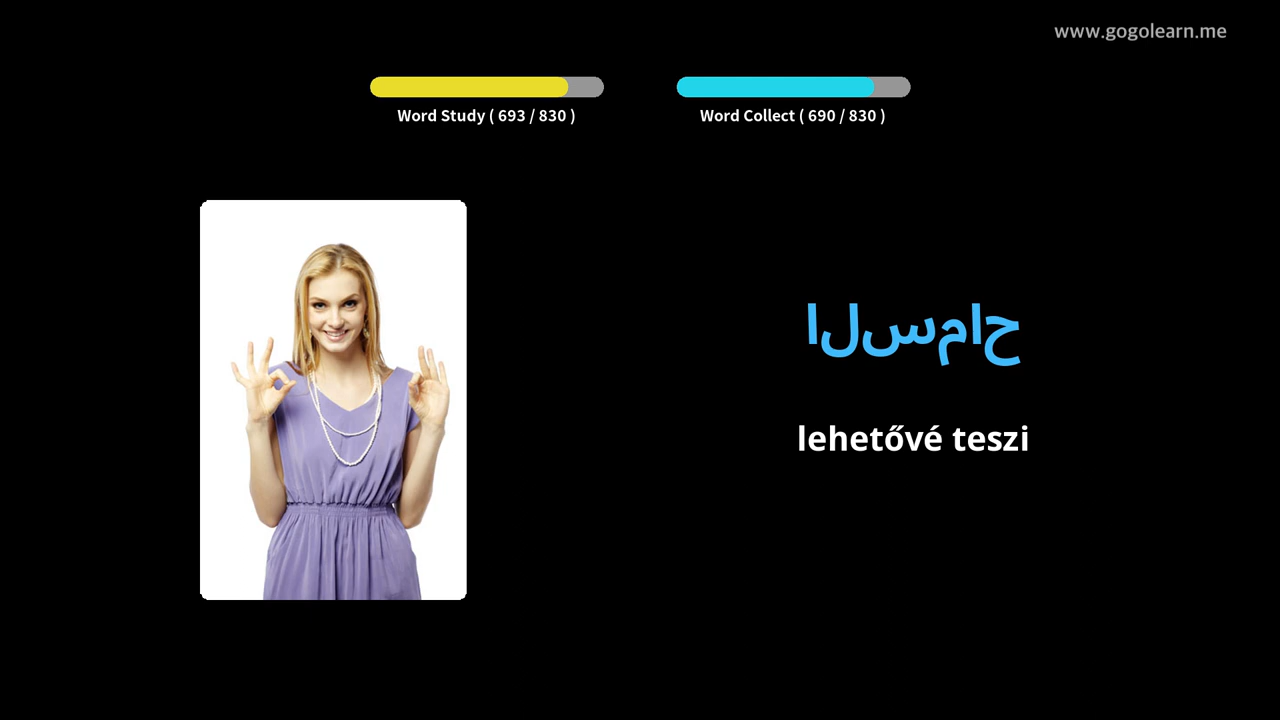 www.gogolearn.me
Word Study ( 693 / 830 )
Word Collect ( 690 / 830 )
السماح
lehetővé teszi